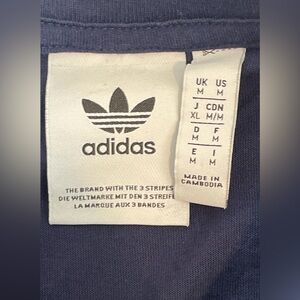 adidas
THE BRAND WITH THE 3 STRIPES
DIE WELTMARKE MIT DEN 3 STREIFEN
LA MARQUE AUX 3 BANDES
UK US
M M
J CDN
XL M/M
D F
M M
E I
M M
MADE IN
CAMBODIA